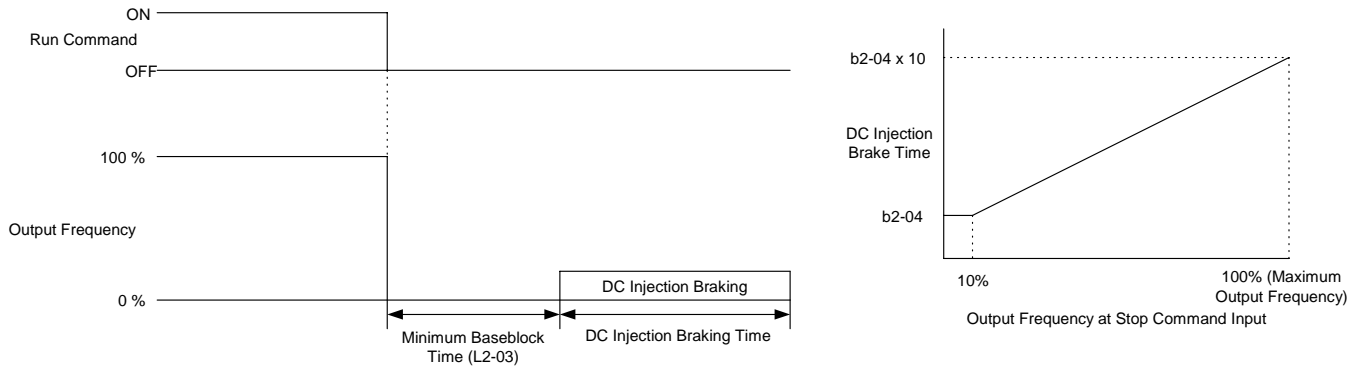 ON
Run Command
OFF
100 %
Output Frequency
0 %
DC Injection Braking
Minimum Baseblock
Time (L2-03)
DC Injection Braking Time
b2-04 x 10
DC Injection
Brake Time
b2-04
10%
100% (Maximum
Output Frequency)
Output Frequency at Stop Command Input